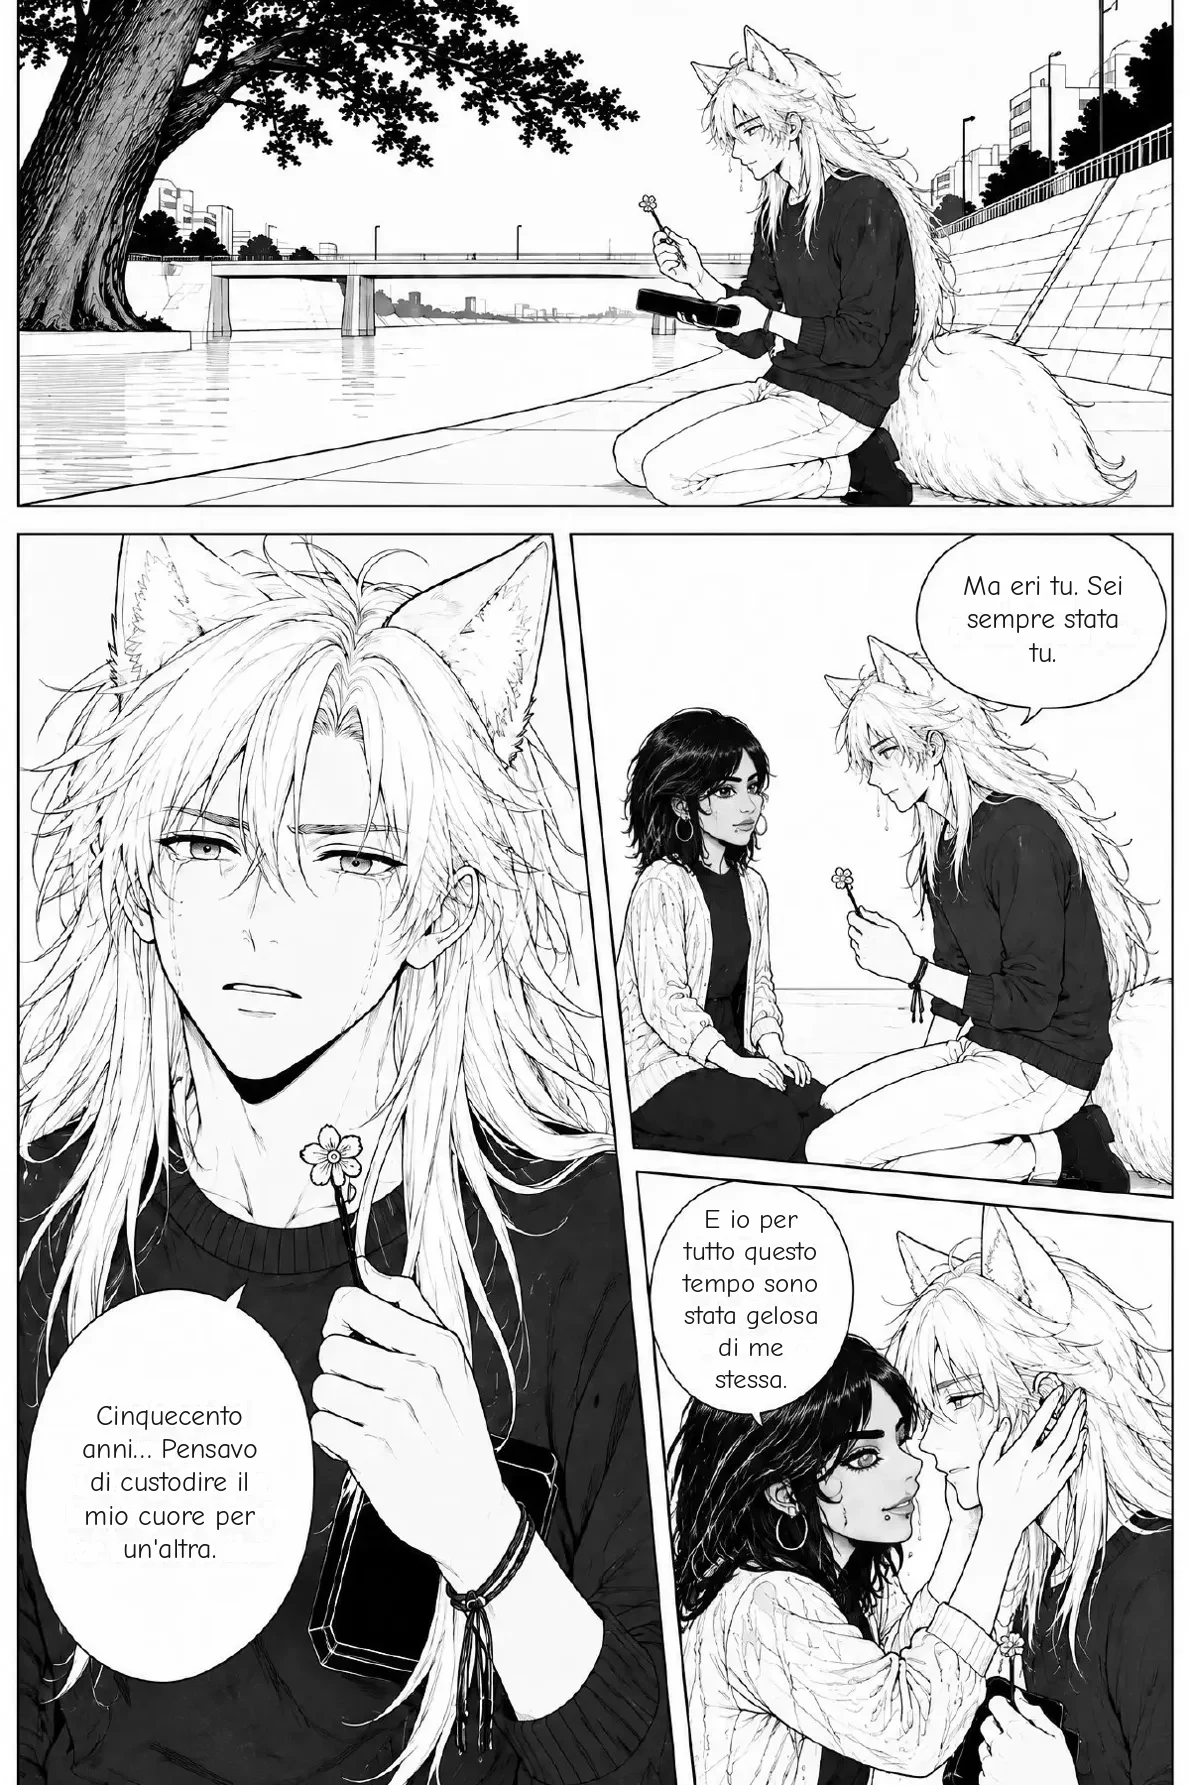 Ma eri tu. Sei
sempre stata
tu.
Cinquecento
anni... Pensavo
di custodire il
mio cuore per
un'altra.
E io per
tutto questo
tempo sono
stata gelosa
di me
stessa.